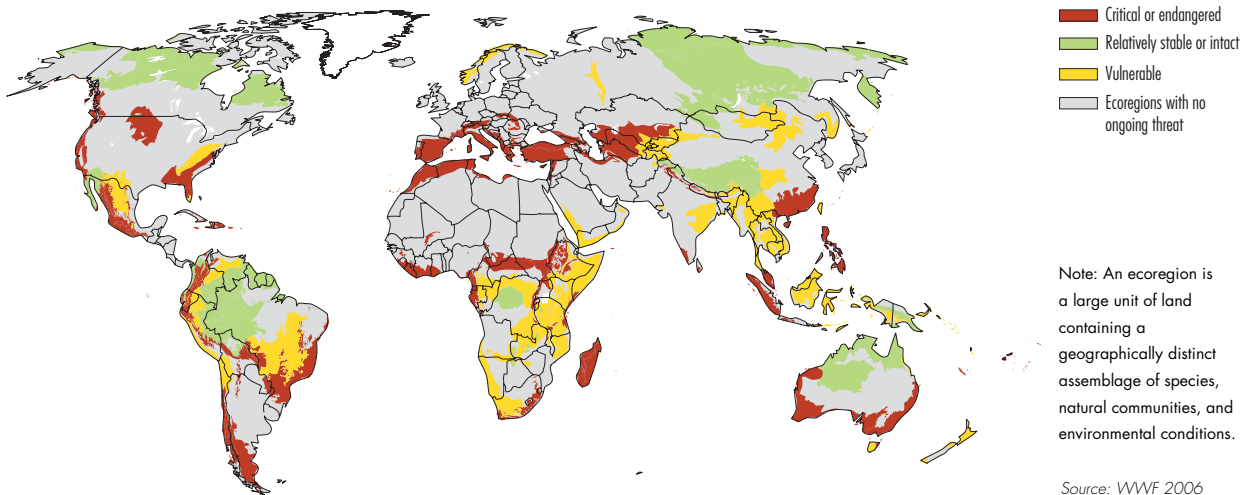 Critical or endangered
Relatively stable or intact
Vulnerable
Ecoregions with no
ongoing threat
Note: An ecoregion is
a large unit of land
containing a
geographically distinct
assemblage of species,
natural communities, and
environmental conditions.
Source: WWF 2006